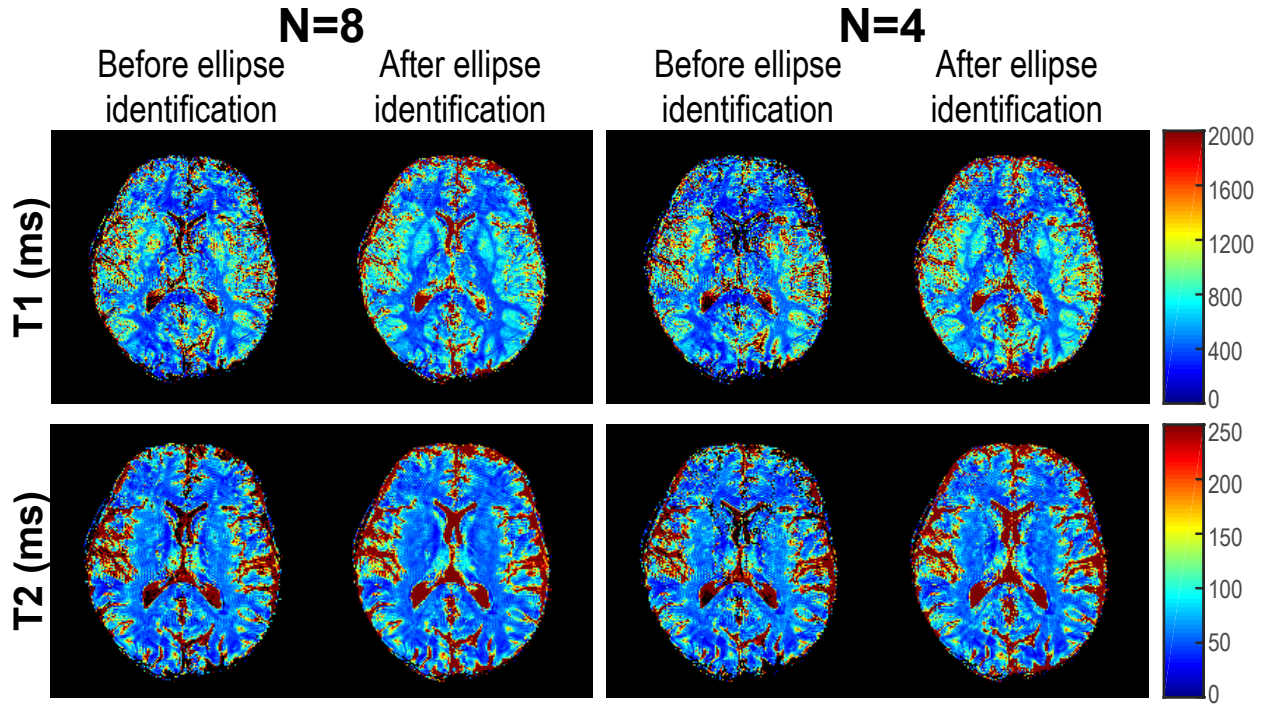 N=8
N=4
Before ellipse
identification
After ellipse
identification
Before ellipse
identification
After ellipse
identification
T1 (ms)
2000
1600
1200
800
400
0
T2 (ms)
250
200
150
100
50
0